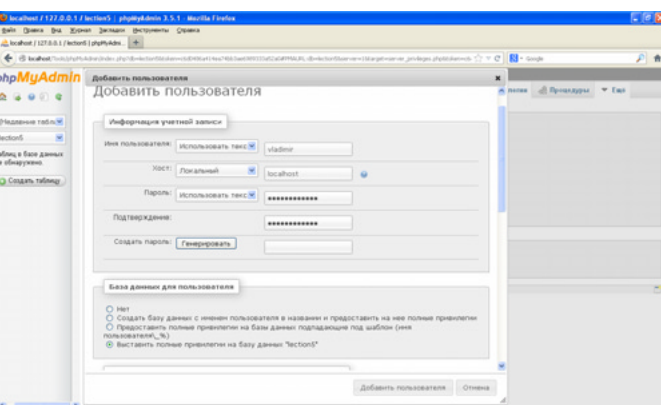 localhost / 127.0.0.1 / lection5 | phpMyAdmin 3.5.1 - Mozilla Firefox
Файл Правка Вид Журнал Закладки Инструменты Справка
localhost / 127.0.0.1 / lection5 | phpMyAdmi...
Google
phpMyAdmin
(Недавние табли
lection5
Таблиц в базе данных
не обнаружено.
Создать таблицу
Процедуры
Еще
Добавить пользователя
Добавить пользователя
Информация учетной записи
Имя пользователя: Использовать текс vladimir
Хост: Локальный localhost
Пароль: Использовать текс ************
Подтверждение: ************
Создать пароль: Генерировать
База данных для пользователя
Нет
Создать базу данных с именем пользователя в названии и предоставить на нее полные привилегии
Предоставить полные привилегии на базы данных подпадающие под шаблон (имя
пользователя\_%)
Выставить полные привилегии на базу данных "lection5"
Добавить пользователя Отмена